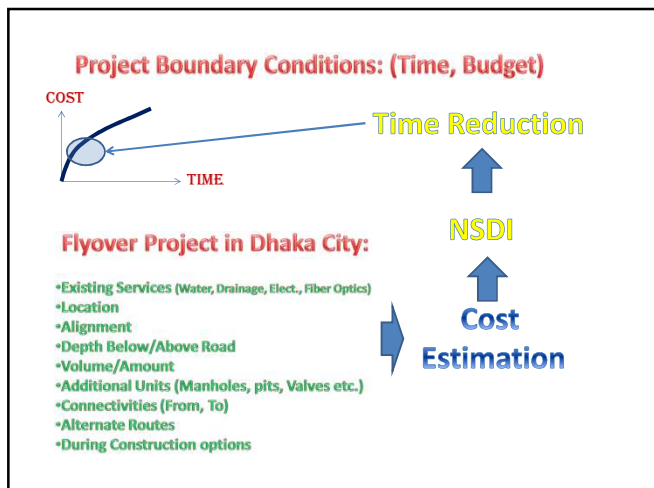 Project Boundary Conditions: (Time, Budget)
COST
Time Reduction
TIME
NSDI
Flyover Project in Dhaka City:
•Existing Services (Water, Drainage, Elect., Fiber Optics)
•Location
•Alignment
•Depth Below/Above Road
•Volume/Amount
•Additional Units (Manholes, pits, Valves etc.)
•Connectivities (From, To)
•Alternate Routes
•During Construction options
Cost
Estimation